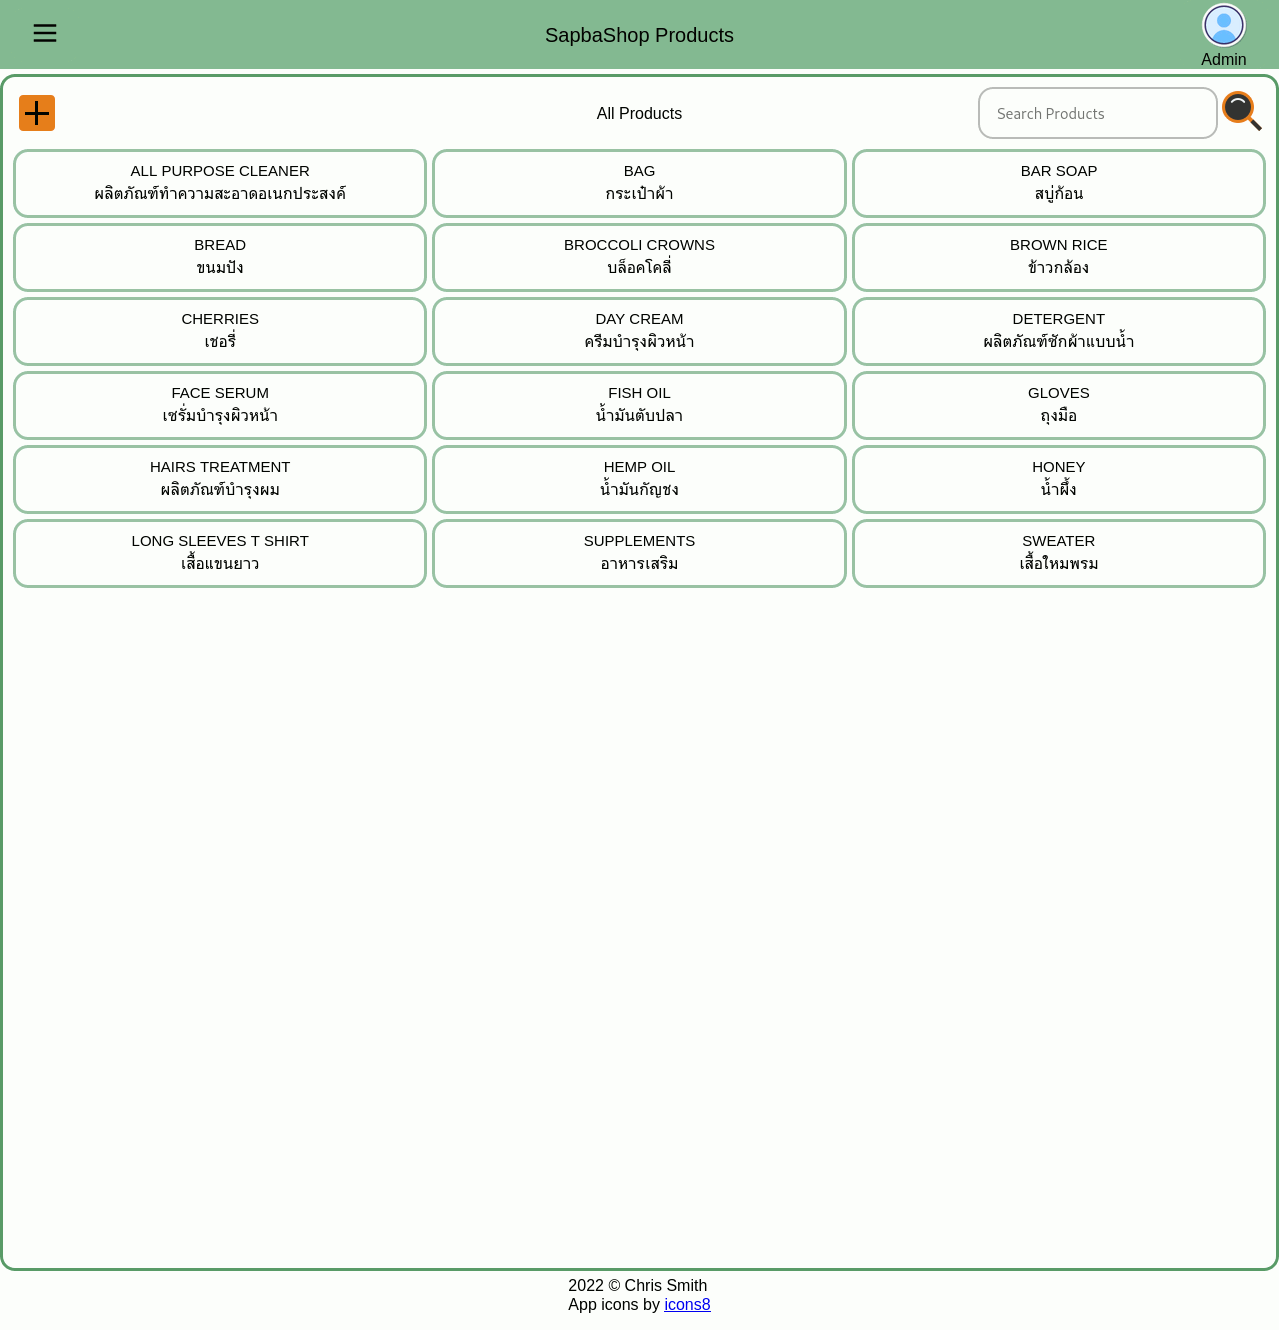 SapbaShop Products
Admin
All Products
Search Products
ALL PURPOSE CLEANER
ผลิตภัณฑ์ทำความสะอาดอเนกประสงค์
BAG
กระเป๋าผ้า
BAR SOAP
สบู่ก้อน
BREAD
ขนมปัง
BROCCOLI CROWNS
บล็อคโคลี่
BROWN RICE
ข้าวกล้อง
CHERRIES
เชอรี่
DAY CREAM
ครีมบำรุงผิวหน้า
DETERGENT
ผลิตภัณฑ์ซักผ้าแบบน้ำ
FACE SERUM
เซรั่มบำรุงผิวหน้า
FISH OIL
น้ำมันตับปลา
GLOVES
ถุงมือ
HAIRS TREATMENT
ผลิตภัณฑ์บำรุงผม
HEMP OIL
น้ำมันกัญชง
HONEY
น้ำผึ้ง
LONG SLEEVES T SHIRT
เสื้อแขนยาว
SUPPLEMENTS
อาหารเสริม
SWEATER
เสื้อใหมพรม
2022 © Chris Smith
App icons by icons8